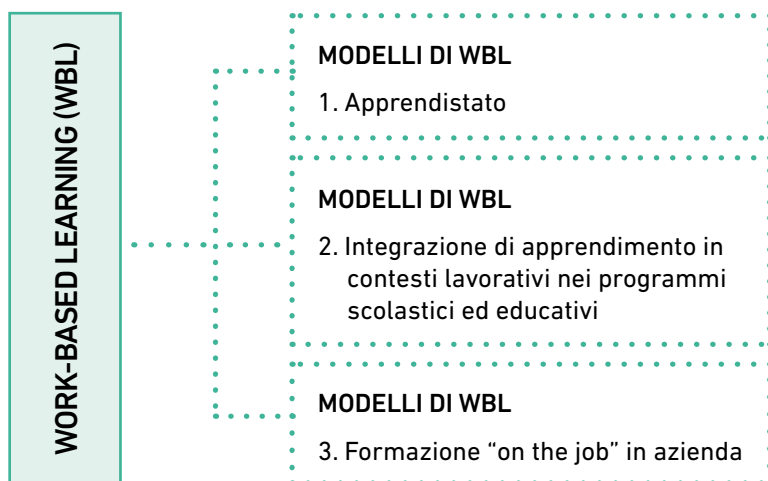 WORK-BASED LEARNING (WBL)
MODELLI DI WBL
1. Apprendistato
MODELLI DI WBL
2. Integrazione di apprendimento in
contesti lavorativi nei programmi
scolastici ed educativi
MODELLI DI WBL
3. Formazione “on the job” in azienda